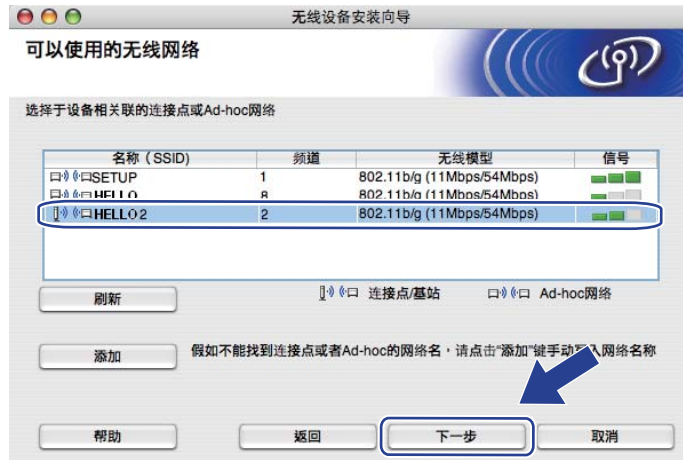 无线设备安装向导
可以使用的无线网络
选择于设备相关联的连接点或Ad-hoc网络
名称（SSID) 频道 无线模型 信号
SETUP 1 802.11b/g (11Mbps/54Mbps)
HELLO 8 802.11b/g (11Mbps/54Mbps)
HELLO2 2 802.11b/g (11Mbps/54Mbps)
刷新 连接点/基站 Ad-hoc网络
添加 假如不能找到连接点或者Ad-hoc的网络名，请点击“添加”键手动写入网络名称
帮助 返回 下一步 取消